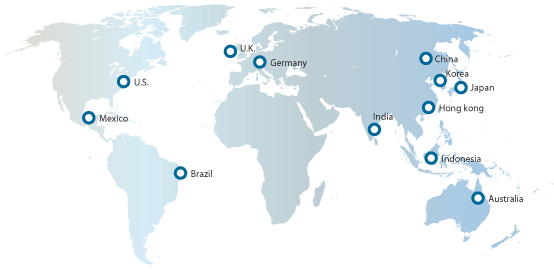 U.K.
Germany
China
Korea
Japan
U.S.
Hong kong
Mexico
India
Indonesia
Brazil
Australia